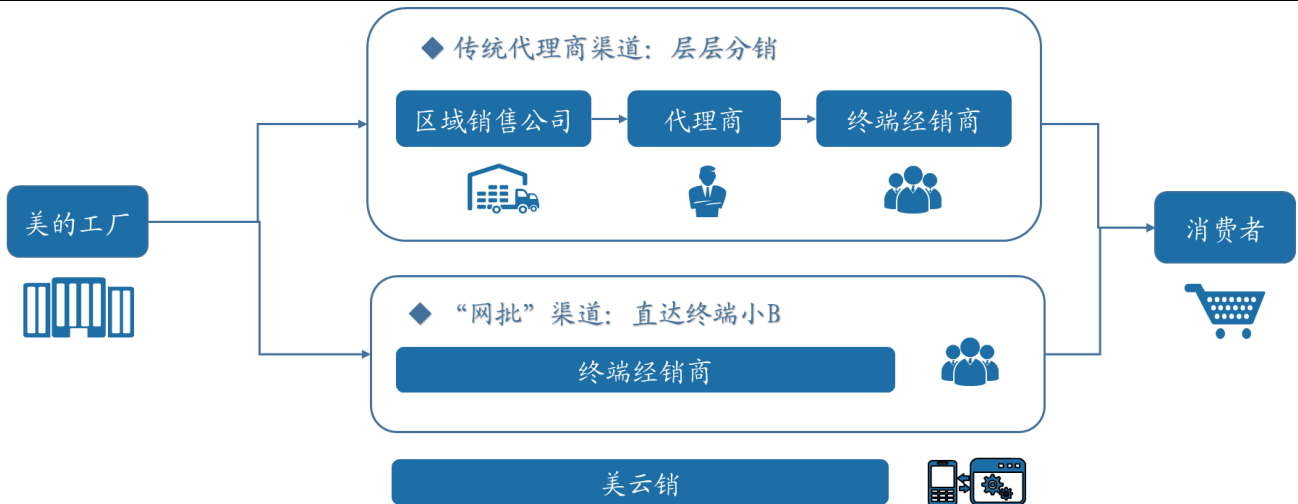 ◆ 传统代理商渠道：层层分销
区域销售公司
代理商
终端经销商
美的工厂
消费者
◆ “网批”渠道：直达终端小B
终端经销商
美云销